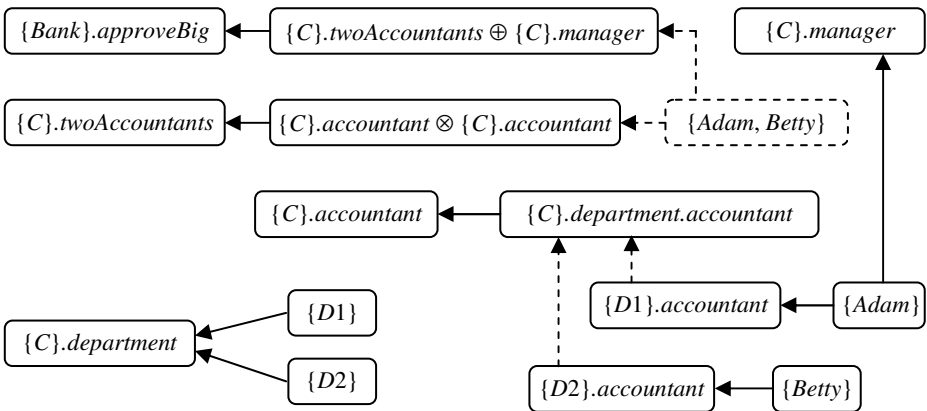 {Bank}.approveBig
{C}.twoAccountants ⊕ {C}.manager
{C}.manager
{C}.twoAccountants
{C}.accountant ⊗ {C}.accountant
{Adam, Betty}
{C}.accountant
{C}.department.accountant
{D1}
{D1}.accountant
{Adam}
{C}.department
{D2}
{D2}.accountant
{Betty}